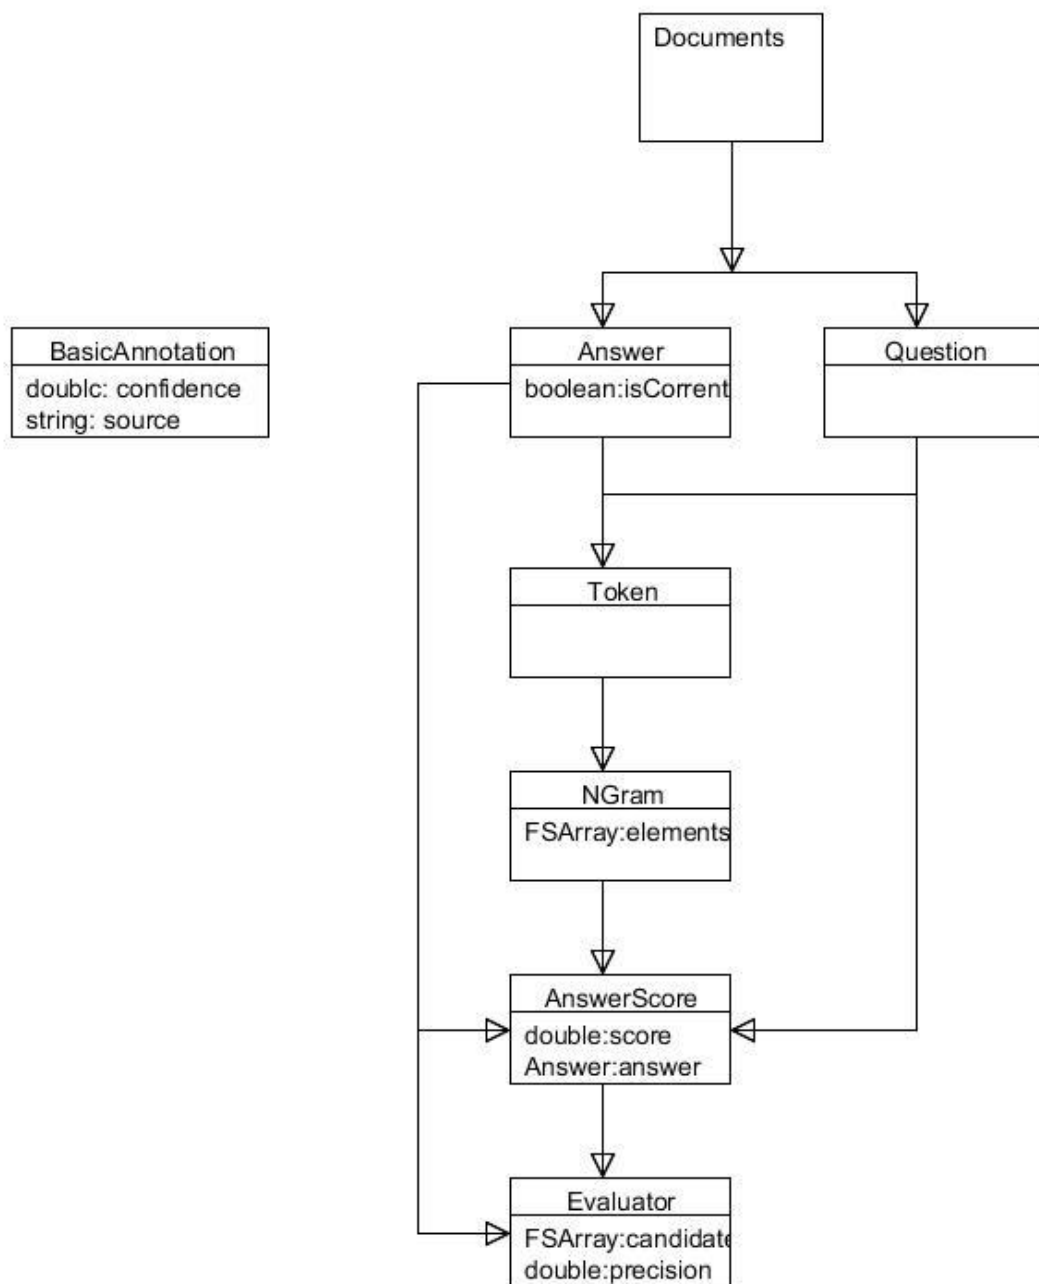 Documents
BasicAnnotation
doublc: confidence
string: source
Answer
boolean:isCorrent
Question
Token
NGram
FSArray:elements
AnswerScore
double:score
Answer:answer
Evaluator
FSArray:candidate
double:precision